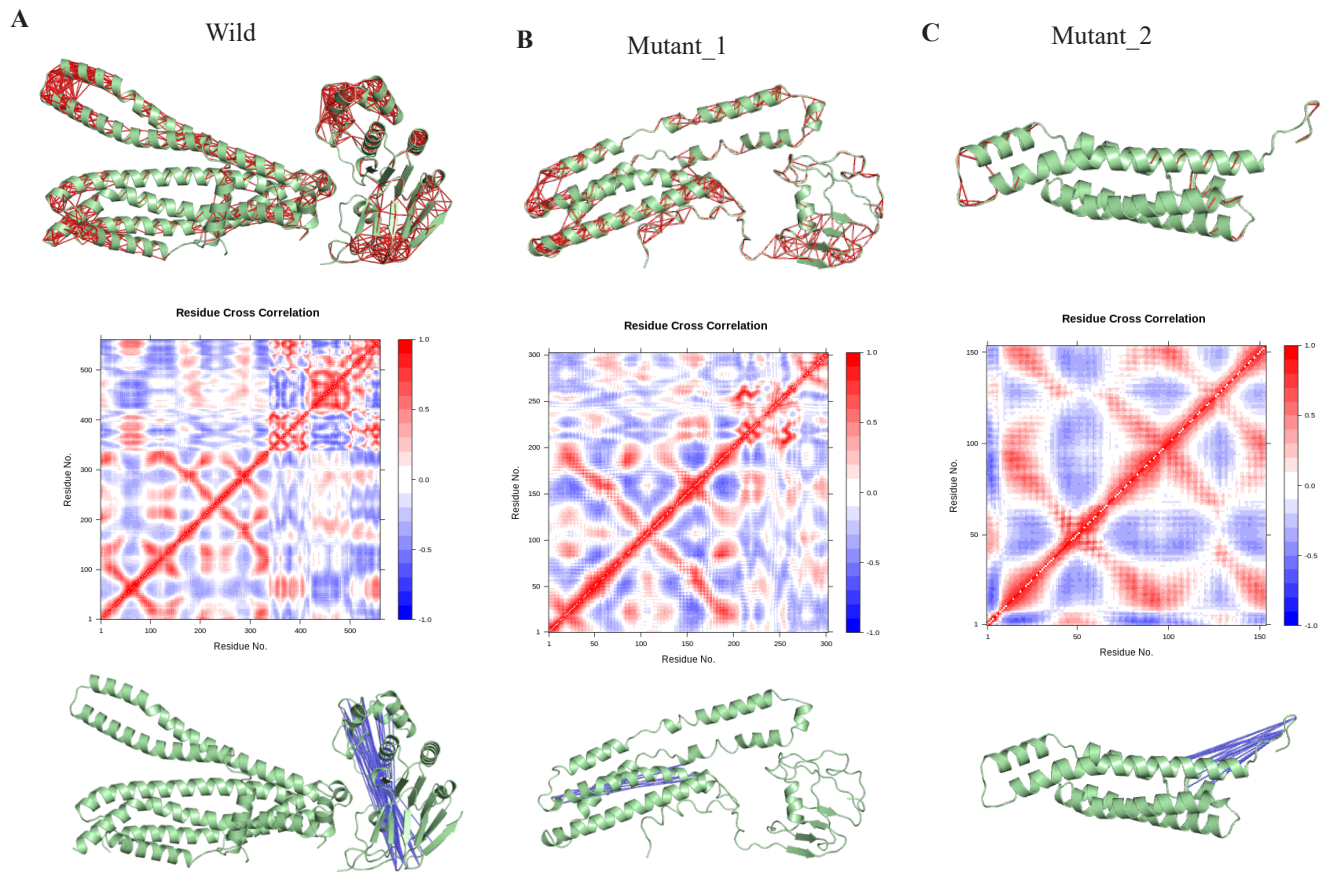 A
Wild
B
Mutant_1
C
Mutant_2
Residue Cross Correlation
Residue No.
500
400
300
200
100
1
1 100 200 300 400 500
Residue No.
1.0
0.5
0.0
-0.5
-1.0
Residue Cross Correlation
Residue No.
300
250
200
150
100
50
1
1 50 100 150 200 250 300
Residue No.
1.0
0.5
0.0
-0.5
-1.0
Residue Cross Correlation
Residue No.
150
100
50
1
1 50 100 150
Residue No.
1.0
0.5
0.0
-0.5
-1.0